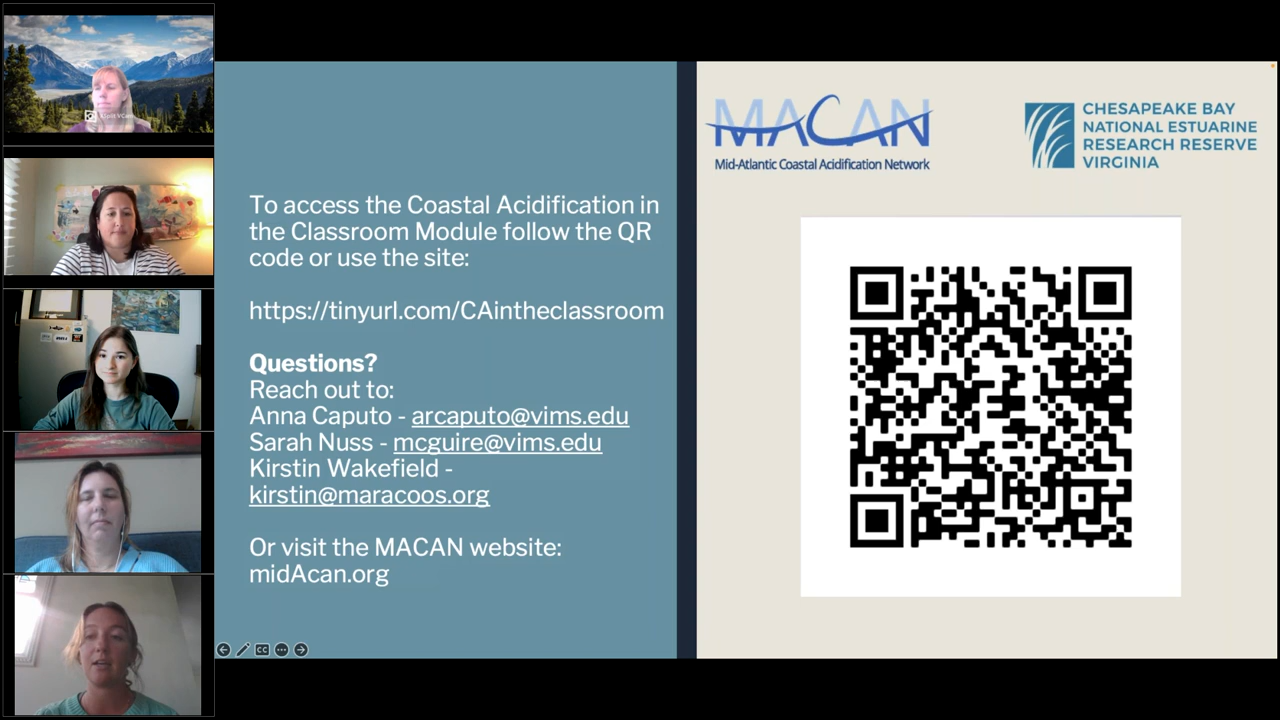 To access the Coastal Acidification in
the Classroom Module follow the QR
code or use the site:
https://tinyurl.com/CAintheclassroom
Questions?
Reach out to:
Anna Caputo - arcaputo@vims.edu
Sarah Nuss - mcguire@vims.edu
Kirstin Wakefield -
kirstin@maracoos.org
Or visit the MACAN website:
midAcan.org
MACAN
Mid-Atlantic Coastal Acidification Network
CHESAPEAKE BAY
NATIONAL ESTUARINE
RESEARCH RESERVE
VIRGINIA
XSplit VCam
CC